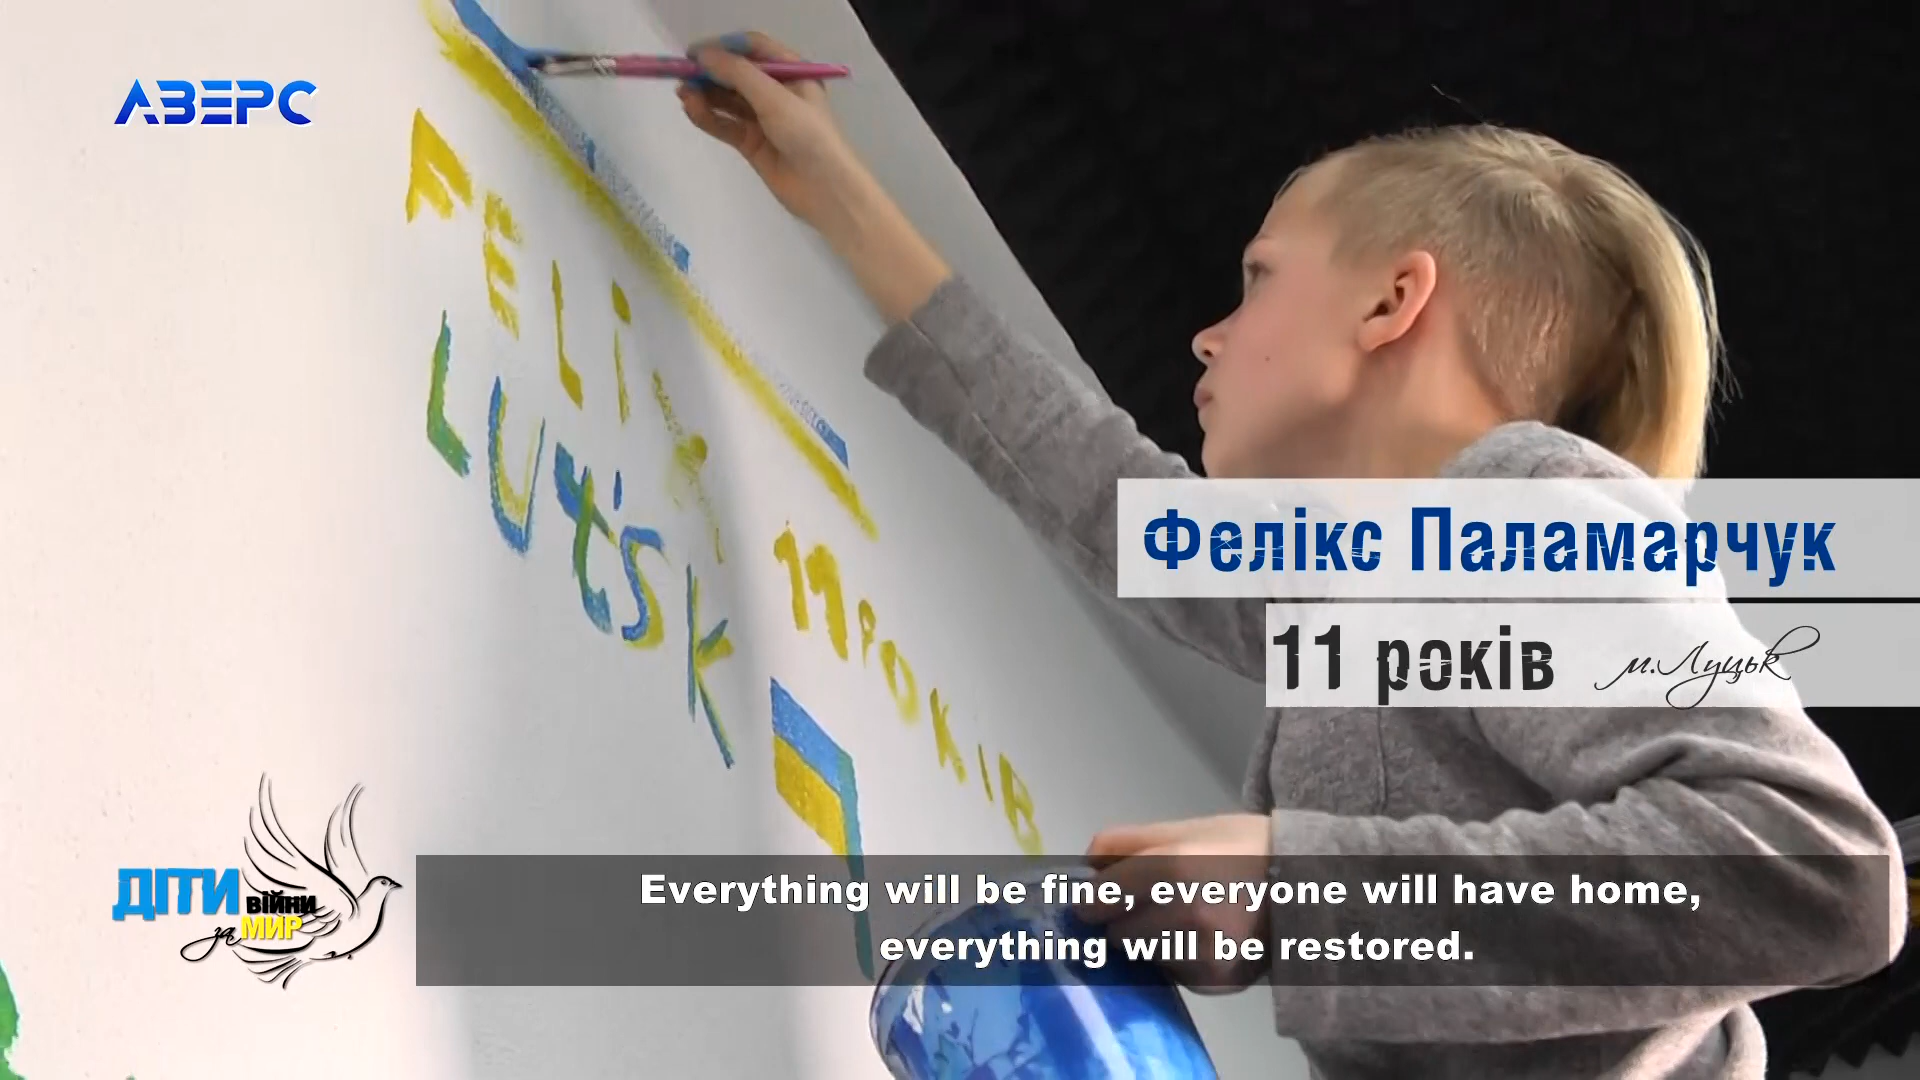 АВЕРС
FELIX
LUTSK
11 РОКІВ
Фелікс Паламарчук
11 років м.Луцьк
ДІТИ
ВІЙНИ
за МИР
Everything will be fine, everyone will have home,
everything will be restored.